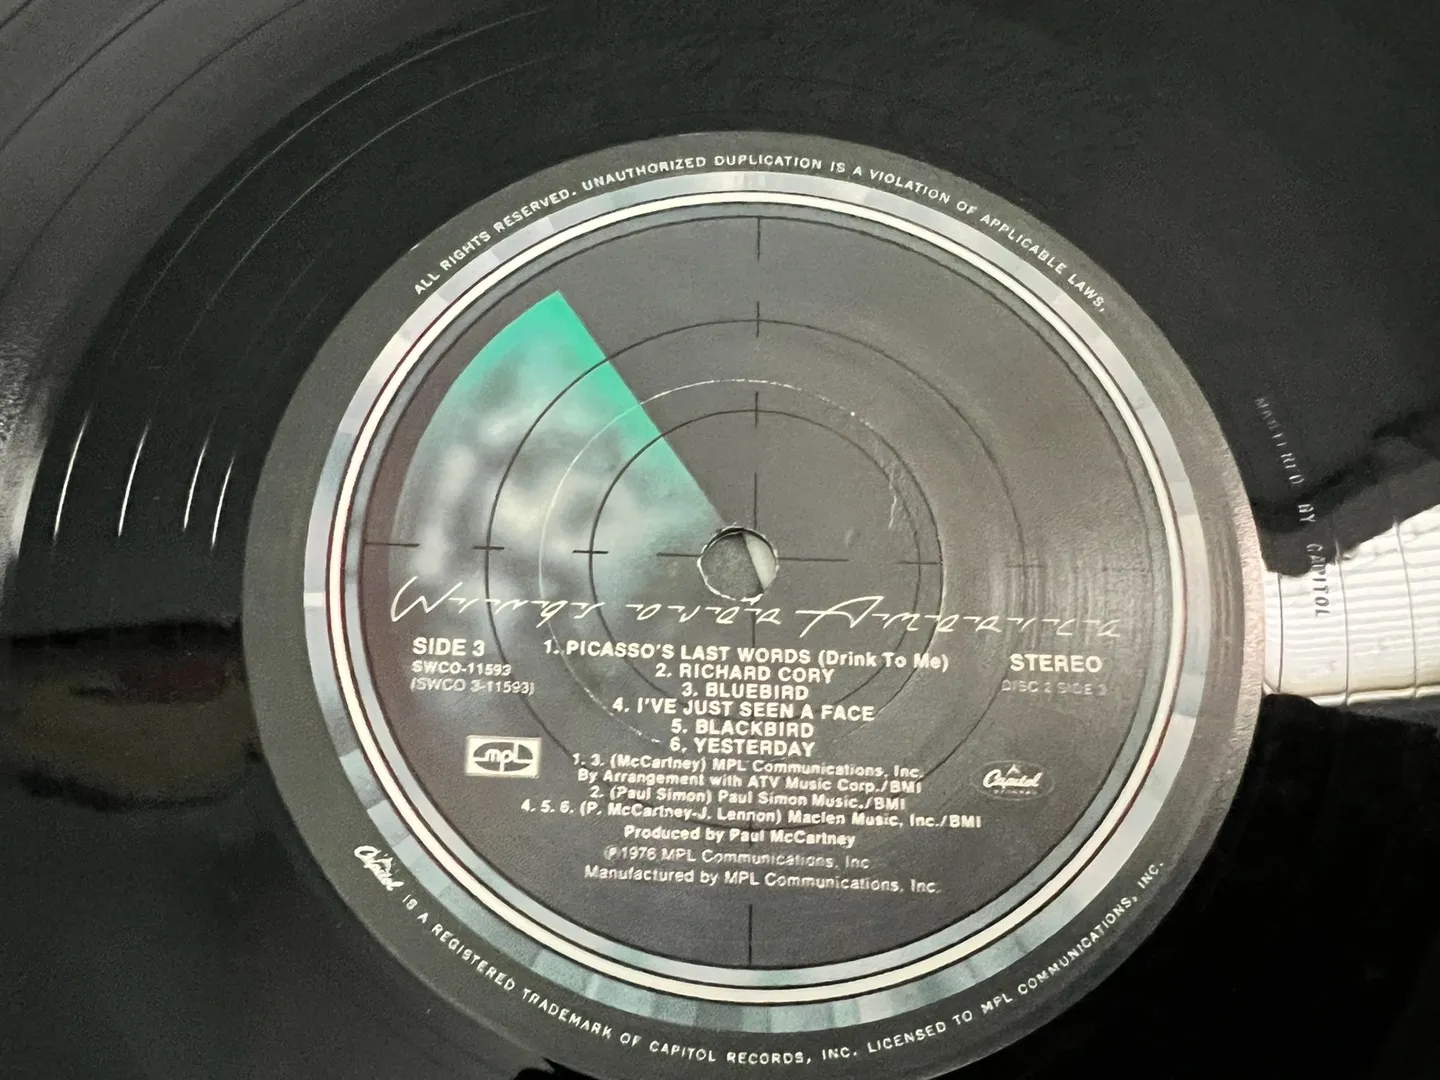 ALL RIGHTS RESERVED. UNAUTHORIZED DUPLICATION IS A VIOLATION OF APPLICABLE LAWS.
MASTERED BY CAPITOL
Wings
SIDE 3
SWCO-11593
(SWCO 3-11593)
1. PICASSO'S LAST WORDS (Drink To Me)
2. RICHARD CORY
3. BLUEBIRD
4. I'VE JUST SEEN A FACE
5. BLACKBIRD
6. YESTERDAY
STEREO
DISC 2 SIDE 3
mpl
Capitol
1. 3. (McCartney) MPL Communications, Inc.
By Arrangement with ATV Music Corp./BMI
2. (Paul Simon) Paul Simon Music./BMI
4. 5. 6. (P. McCartney-J. Lennon) Maclen Music, Inc./BMI
Produced by Paul McCartney
℗1976 MPL Communications, Inc
Manufactured by MPL Communications, Inc.
Capitol IS A REGISTERED TRADEMARK OF CAPITOL RECORDS, INC. LICENSED TO MPL COMMUNICATIONS, INC.